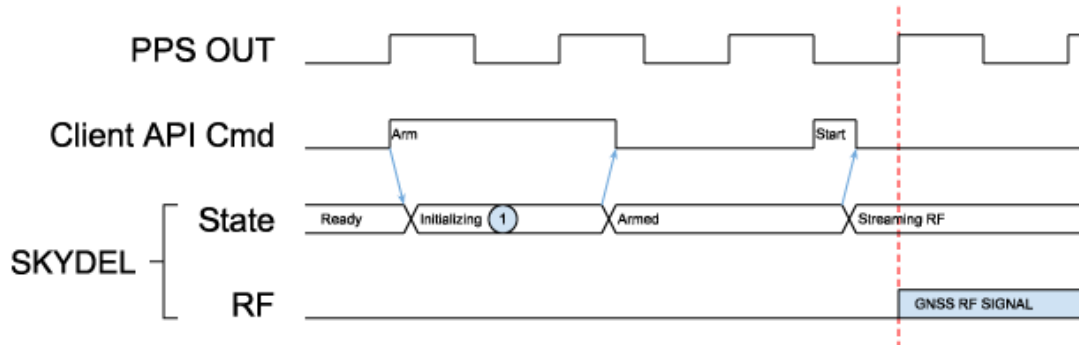 PPS OUT
Client API Cmd
Arm
Start
State
Ready
Initializing
1
Armed
Streaming RF
SKYDEL
RF
GNSS RF SIGNAL